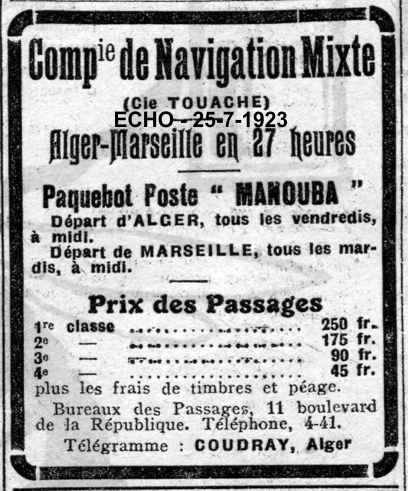 Compie de Navigation Mixte
(Cie TOUACHE)
ECHO - 25-7-1923
Alger-Marseille en 27 heures
Paquebot Poste “ MANOUBA ”
Départ d'ALGER, tous les vendredis,
à midi.
Départ de MARSEILLE, tous les mar-
dis, à midi.
Prix des Passages
1re classe ................ 250 fr.
2e — ................ 175 fr.
3e — ................ 90 fr.
4e — ................ 45 fr.
plus les frais de timbres et péage.
Bureaux des Passages, 11 boulevard
de la République. Téléphone, 4-41.
Télégramme : COUDRAY, Alger